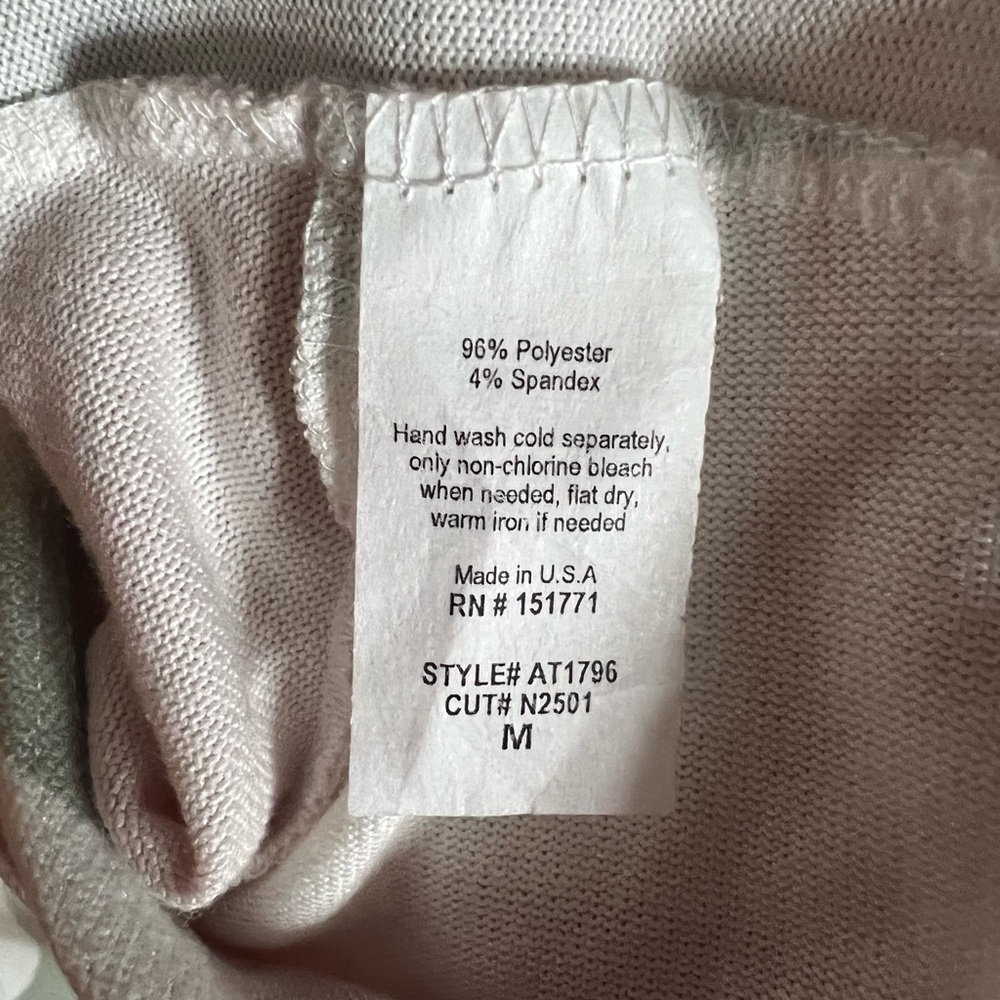 96% Polyester
4% Spandex
Hand wash cold separately,
only non-chlorine bleach
when needed, flat dry,
warm iron if needed
Made in U.S.A
RN # 151771
STYLE# AT1796
CUT# N2501
M